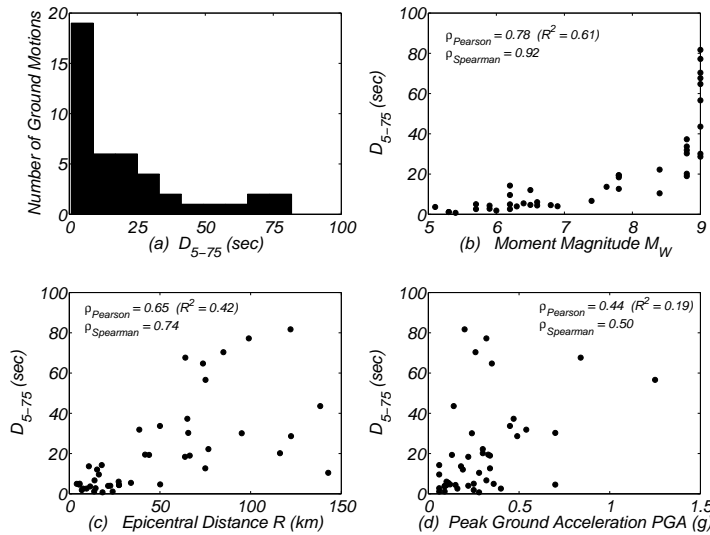 Number of Ground Motions
20
15
10
5
0
0 25 50 75 100
(a) D5−75 (sec)
D5−75 (sec)
100
80
60
40
20
0
ρPearson = 0.78 (R2 = 0.61)
ρSpearman = 0.92
5 6 7 8 9
(b) Moment Magnitude MW
D5−75 (sec)
100
80
60
40
20
0
ρPearson = 0.65 (R2 = 0.42)
ρSpearman = 0.74
0 50 100 150
(c) Epicentral Distance R (km)
D5−75 (sec)
100
80
60
40
20
0
ρPearson = 0.44 (R2 = 0.19)
ρSpearman = 0.50
0 0.5 1 1.5
(d) Peak Ground Acceleration PGA (g)